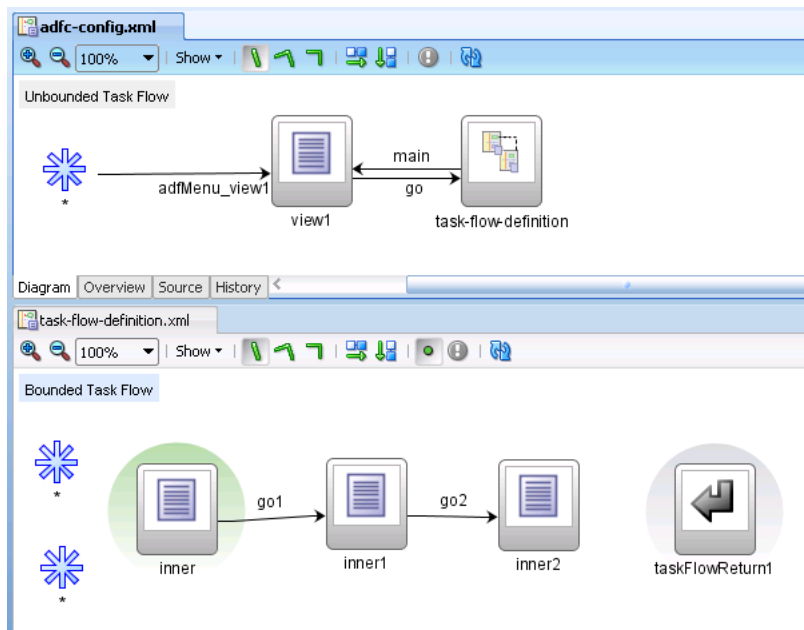 adfc-config.xml
100% Show
Unbounded Task Flow
main
adfMenu_view1 go
* view1 task-flow-definition
Diagram Overview Source History <
task-flow-definition.xml
100% Show
Bounded Task Flow
*
go1 go2
inner inner1 inner2 taskFlowReturn1
*